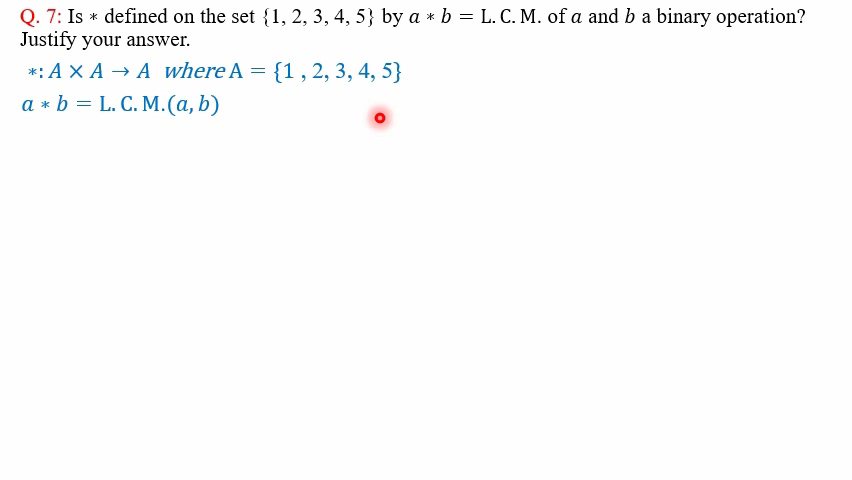 Q. 7: Is ∗ defined on the set {1, 2, 3, 4, 5} by a ∗ b = L. C. M. of a and b a binary operation?
Justify your answer.
∗: A × A → A where A = {1 , 2, 3, 4, 5}
a ∗ b = L. C. M.(a, b)